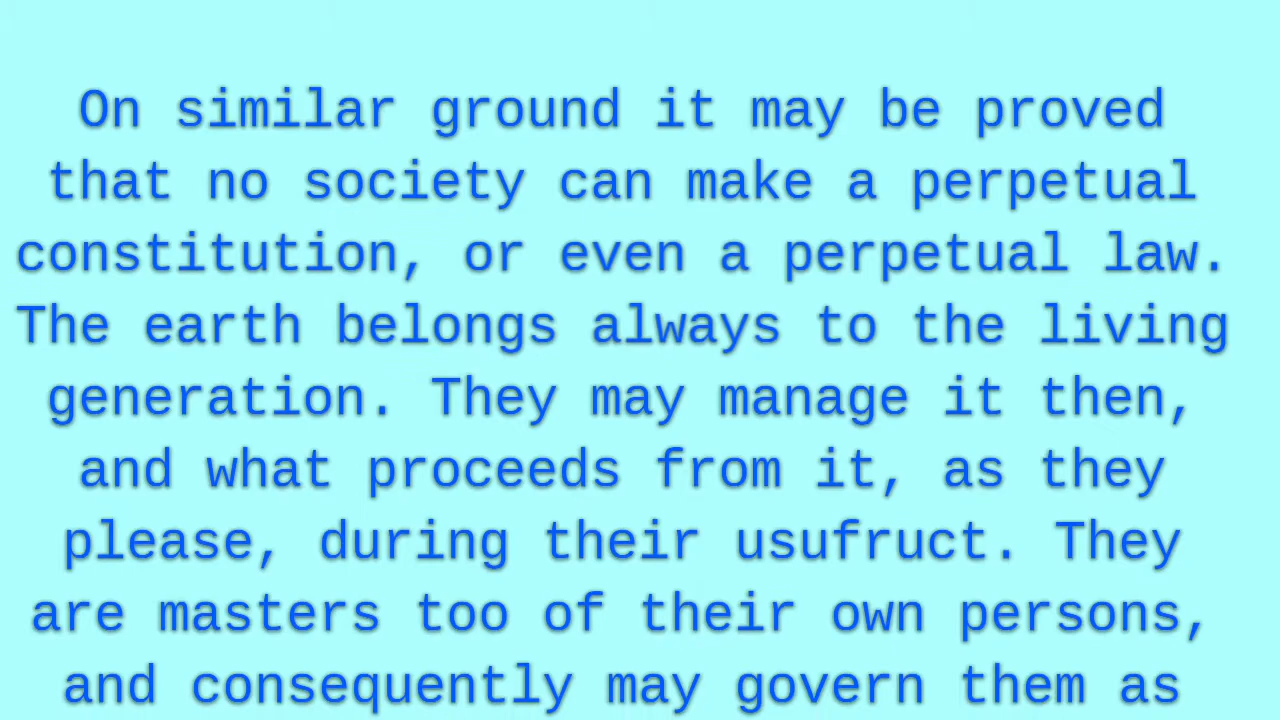 On similar ground it may be proved
that no society can make a perpetual
constitution, or even a perpetual law.
The earth belongs always to the living
generation. They may manage it then,
and what proceeds from it, as they
please, during their usufruct. They
are masters too of their own persons,
and consequently may govern them as